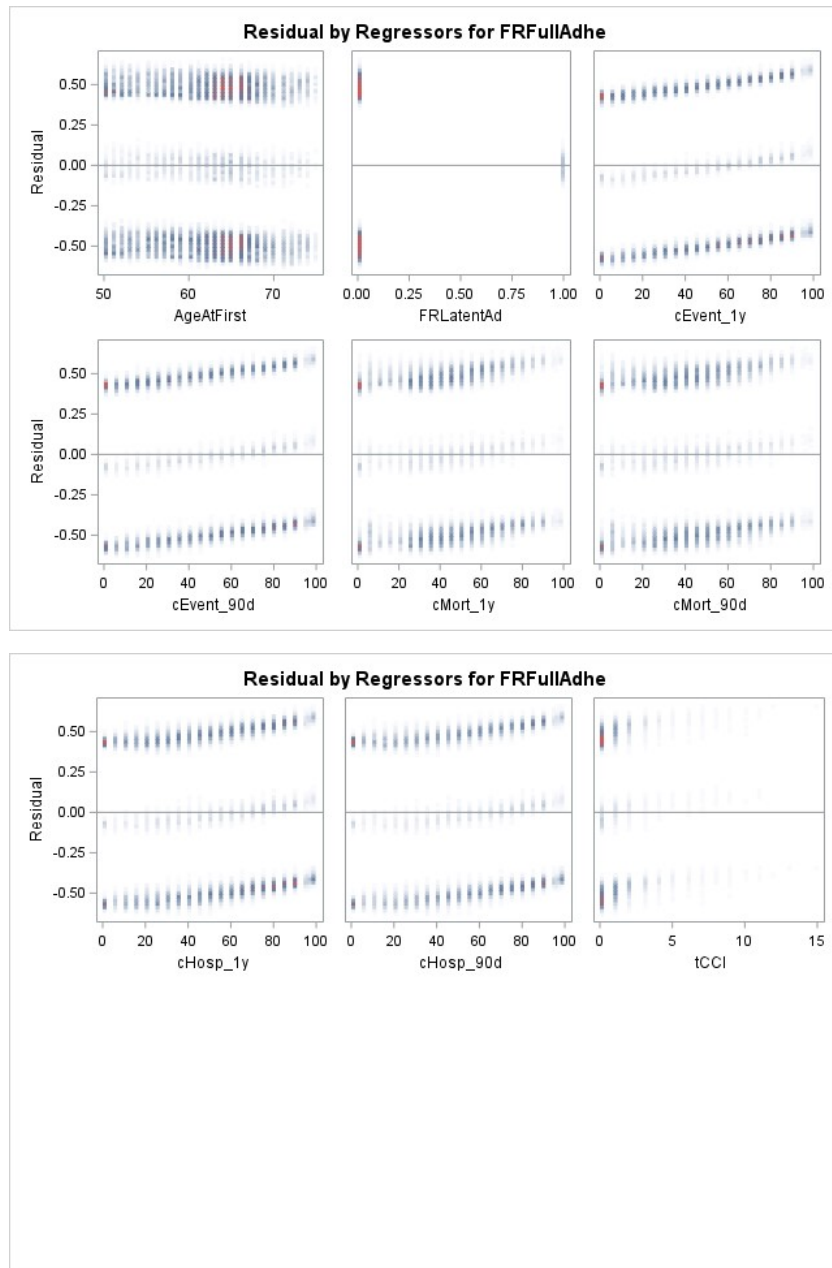 Residual by Regressors for FRFullAdhe
Residual
0.50
0.25
0.00
-0.25
-0.50
50 60 70
AgeAtFirst
0.00 0.25 0.50 0.75 1.00
FRLatentAd
0 20 40 60 80 100
cEvent_1y
Residual
0.50
0.25
0.00
-0.25
-0.50
0 20 40 60 80 100
cEvent_90d
0 20 40 60 80 100
cMort_1y
0 20 40 60 80 100
cMort_90d
Residual by Regressors for FRFullAdhe
Residual
0.50
0.25
0.00
-0.25
-0.50
0 20 40 60 80 100
cHosp_1y
0 20 40 60 80 100
cHosp_90d
0 5 10 15
tCCI